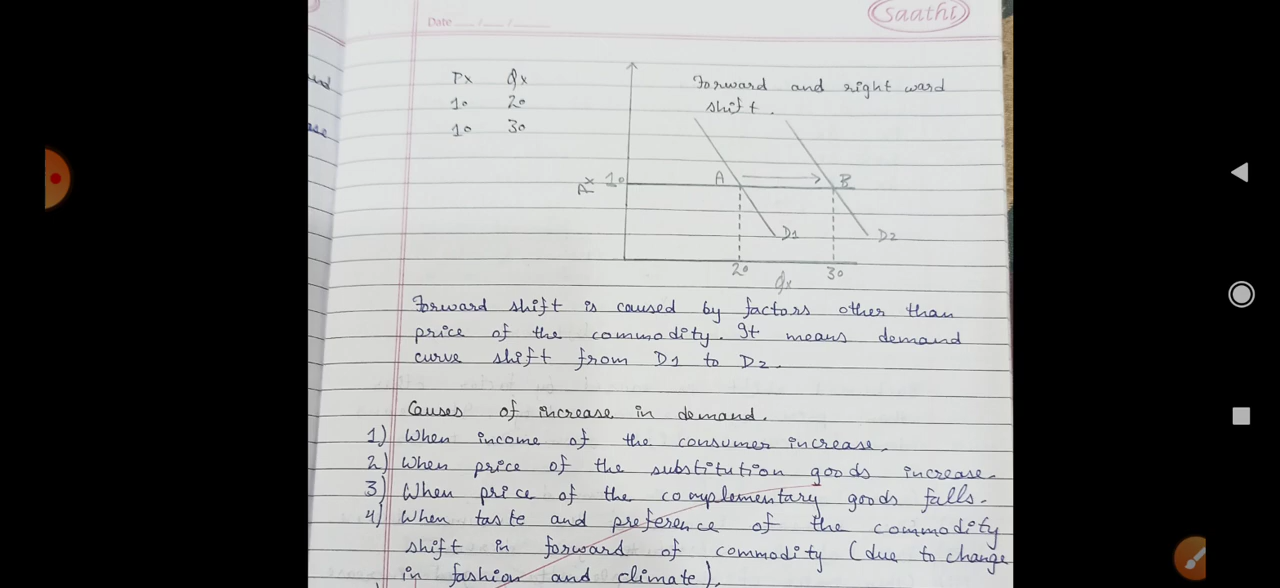 Date
Saathi
Px Qx
10 20
10 30
Forward and right ward
shift.
Px 10
A B
D1 D2
20 30
Qx
Forward shift is caused by factors other than
price of the commodity. It means demand
curve shift from D1 to D2.
Causes of increase in demand.
1) When income of the consumer increase.
2) When price of the substitution goods increase.
3) When price of the complementary goods falls.
4) When taste and preference of the commodity
shift in forward of commodity (due to change
in fashion and climate).